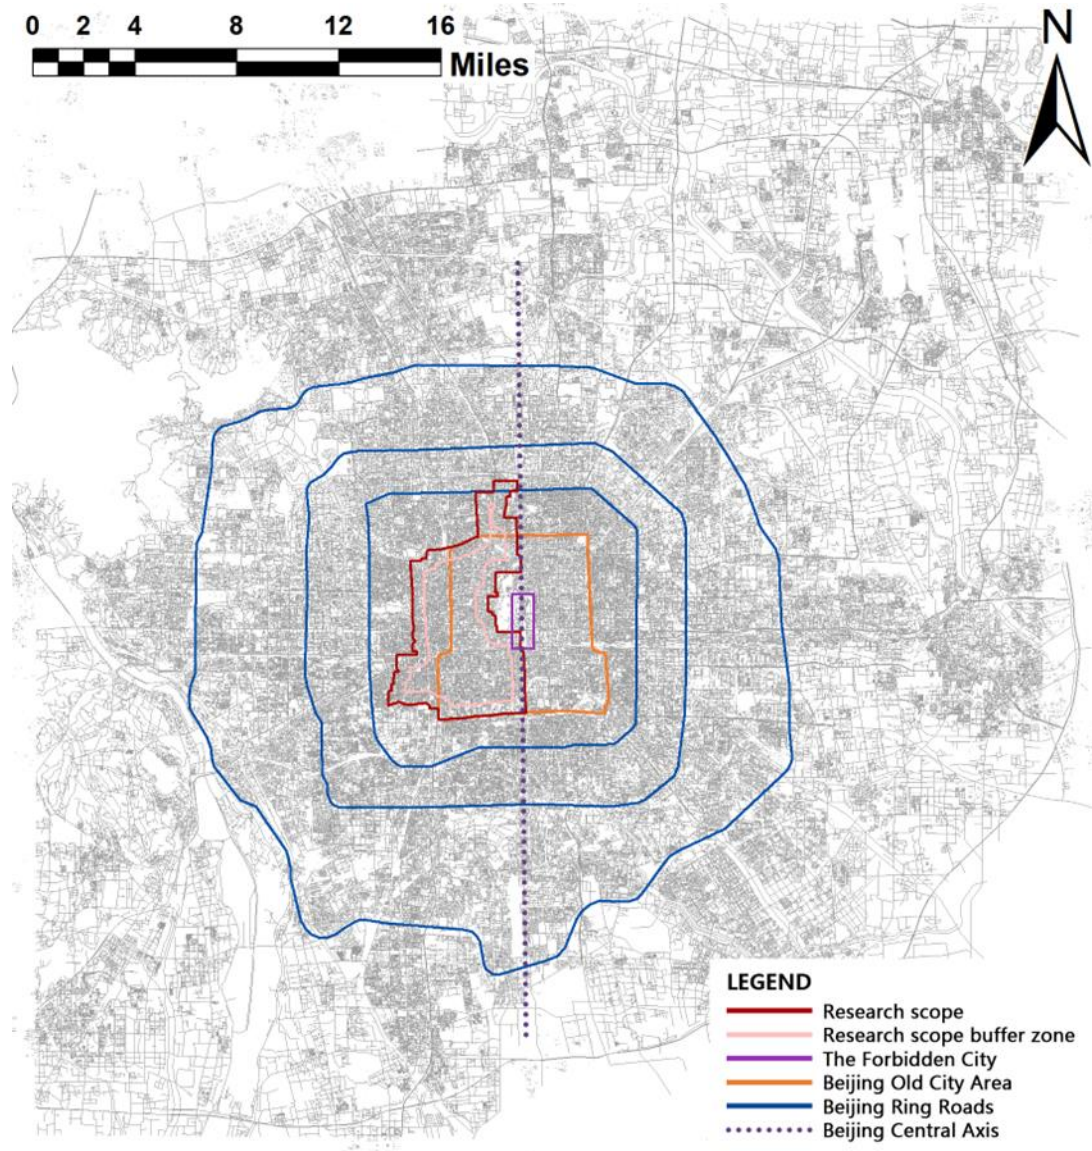 0 2 4 8 12 16
Miles
N
LEGEND
Research scope
Research scope buffer zone
The Forbidden City
Beijing Old City Area
Beijing Ring Roads
Beijing Central Axis